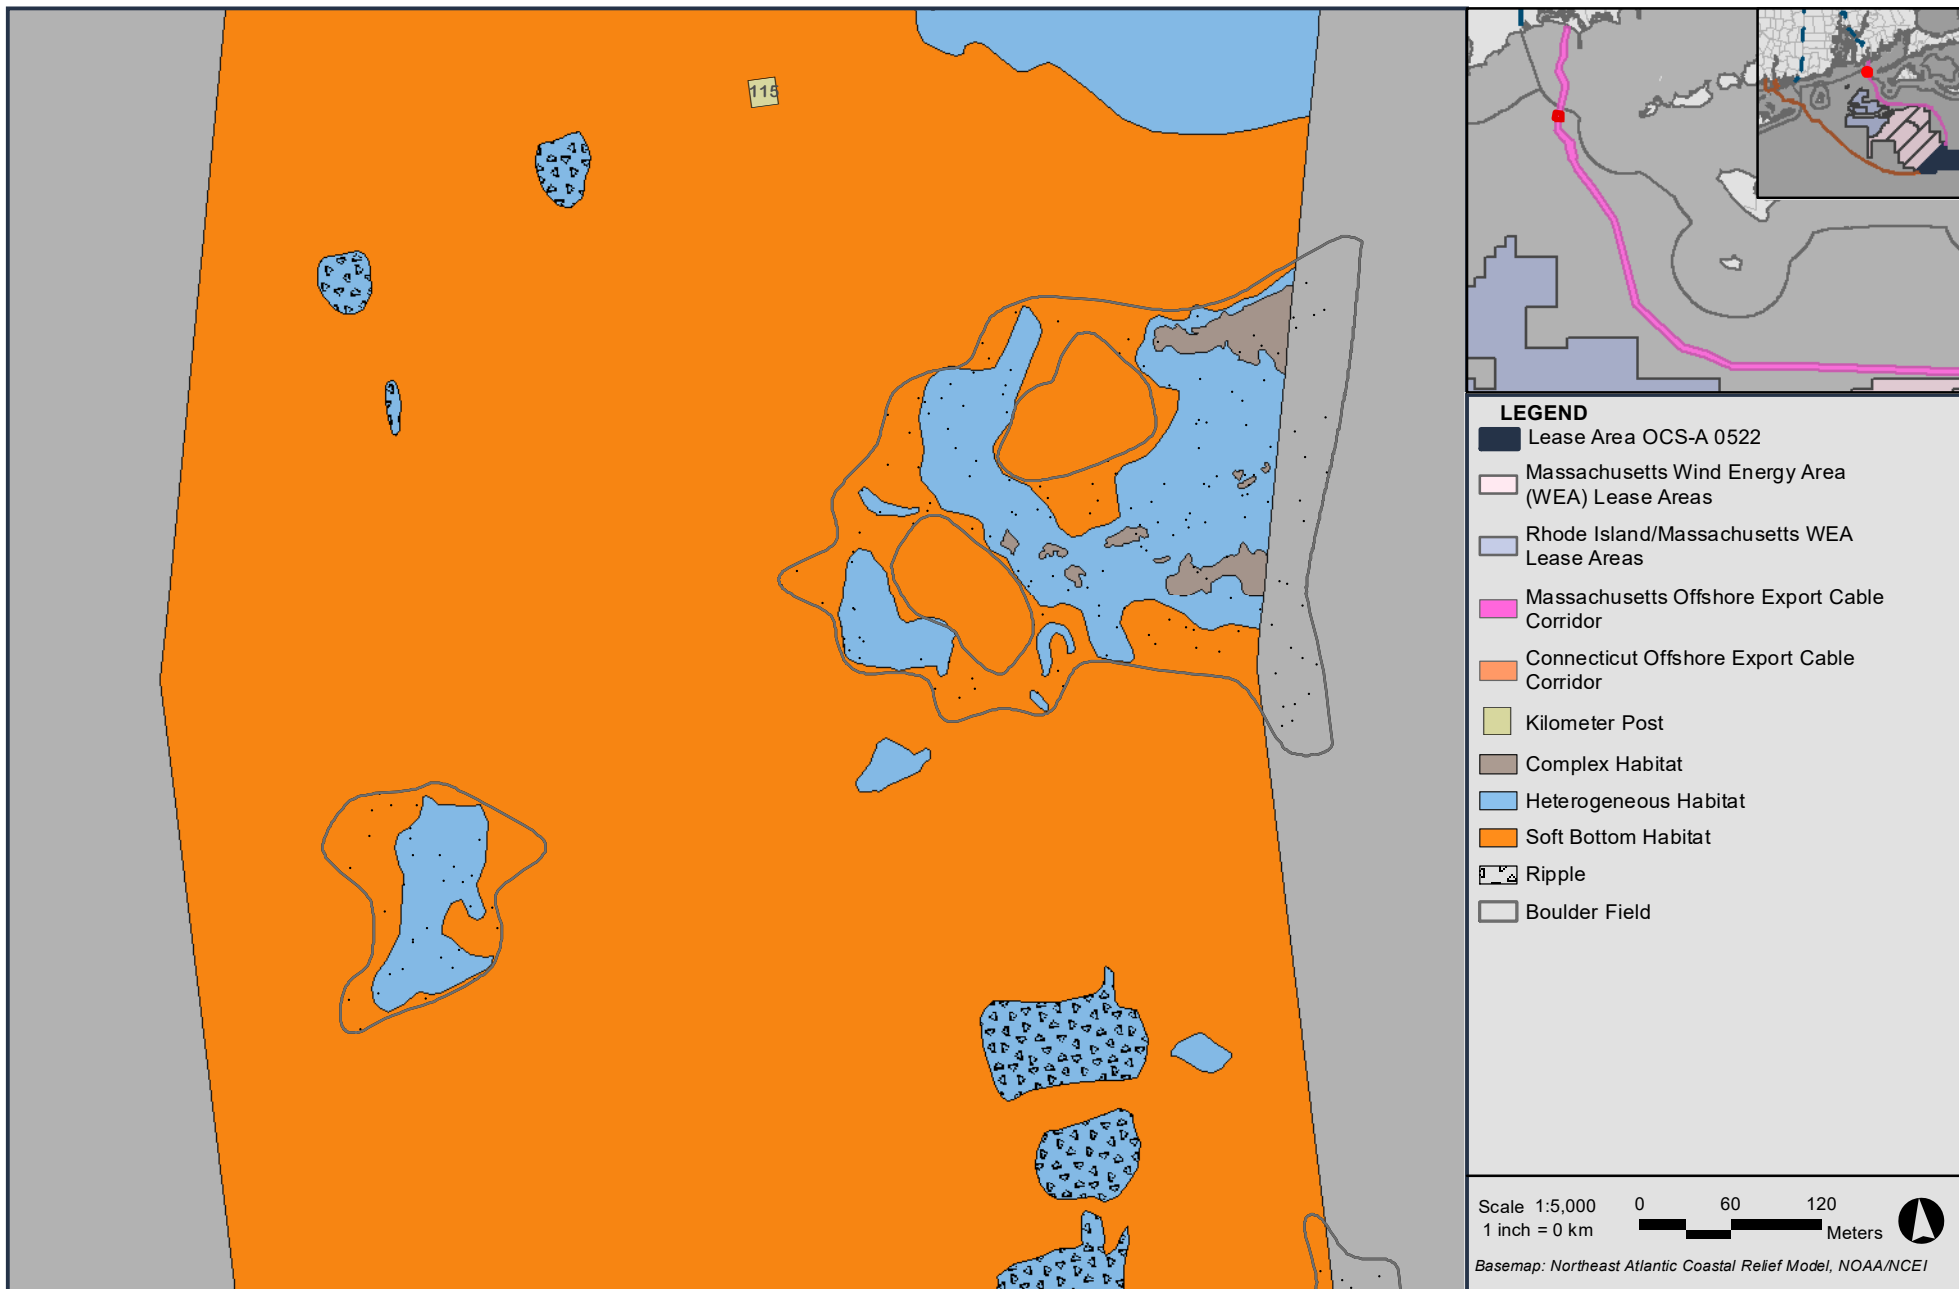 115
LEGEND
Lease Area OCS-A 0522
Massachusetts Wind Energy Area
(WEA) Lease Areas
Rhode Island/Massachusetts WEA
Lease Areas
Massachusetts Offshore Export Cable
Corridor
Connecticut Offshore Export Cable
Corridor
Kilometer Post
Complex Habitat
Heterogeneous Habitat
Soft Bottom Habitat
Ripple
Boulder Field
Scale 1:5,000
1 inch = 0 km
0 60 120
Meters
Basemap: Northeast Atlantic Coastal Relief Model, NOAA/NCEI